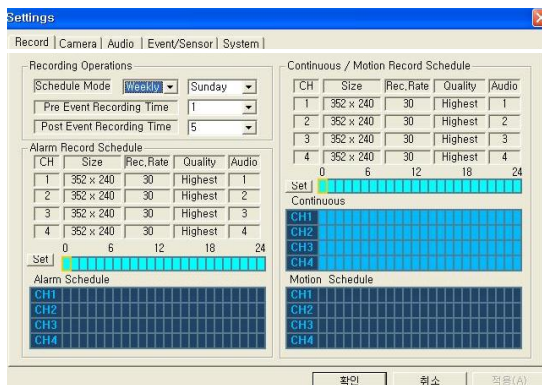 Settings
Record Camera Audio Event/Sensor System
Recording Operations
Schedule Mode Weekly Sunday
Pre Event Recording Time 1
Post Event Recording Time 5
Alarm Record Schedule
CH Size Rec,Rate Quality Audio
1 352 x 240 30 Highest 1
2 352 x 240 30 Highest 2
3 352 x 240 30 Highest 3
4 352 x 240 30 Highest 4
0 6 12 18 24
Set
Alarm Schedule
CH1
CH2
CH3
CH4
Continuous / Motion Record Schedule
CH Size Rec,Rate Quality Audio
1 352 x 240 30 Highest 1
2 352 x 240 30 Highest 2
3 352 x 240 30 Highest 3
4 352 x 240 30 Highest 4
0 6 12 18 24
Set
Continuous
CH1
CH2
CH3
CH4
Motion Schedule
CH1
CH2
CH3
CH4
확인 취소 적용(A)